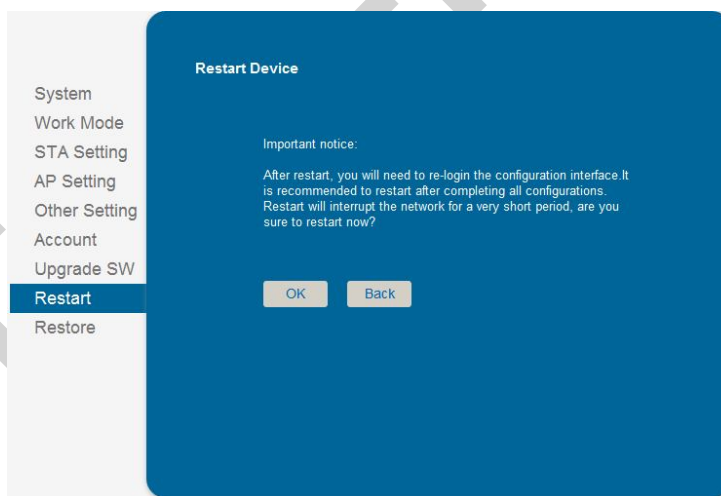 System
Work Mode
STA Setting
AP Setting
Other Setting
Account
Upgrade SW
Restart
Restore
Restart Device
Important notice:
After restart, you will need to re-login the configuration interface.It
is recommended to restart after completing all configurations.
Restart will interrupt the network for a very short period, are you
sure to restart now?
OK
Back